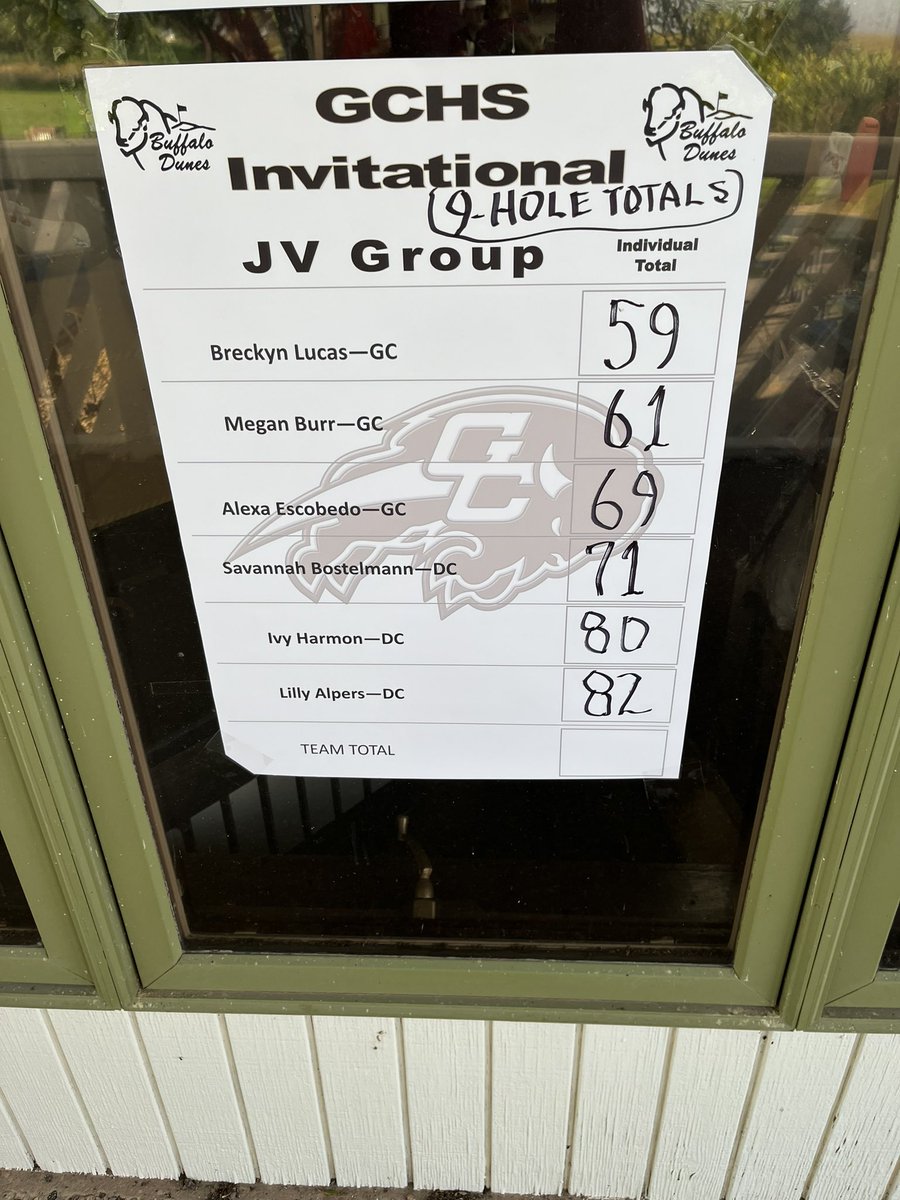 GCHS
Buffalo
Dunes
Buffalo
Dunes
Invitational
(9-HOLE TOTALS)
JV Group
Individual
Total
Breckyn Lucas—GC 59
Megan Burr—GC 61
GC
Alexa Escobedo—GC 69
Savannah Bostelmann—DC 71
Ivy Harmon—DC 80
Lilly Alpers—DC 82
TEAM TOTAL